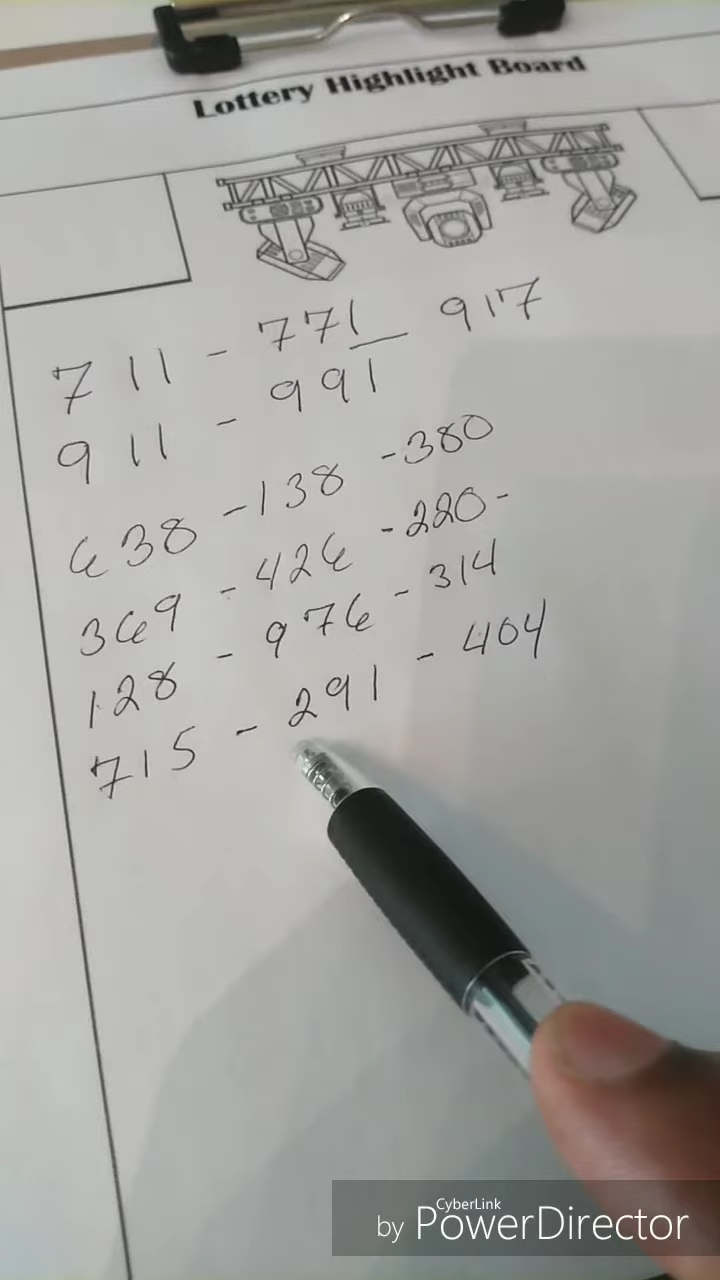 Lottery Highlight Board
711 - 771 917
911 - 991
638 - 138 - 380
369 - 426 - 220 -
128 - 976 - 314
715 - 291 - 404
CyberLink
by PowerDirector